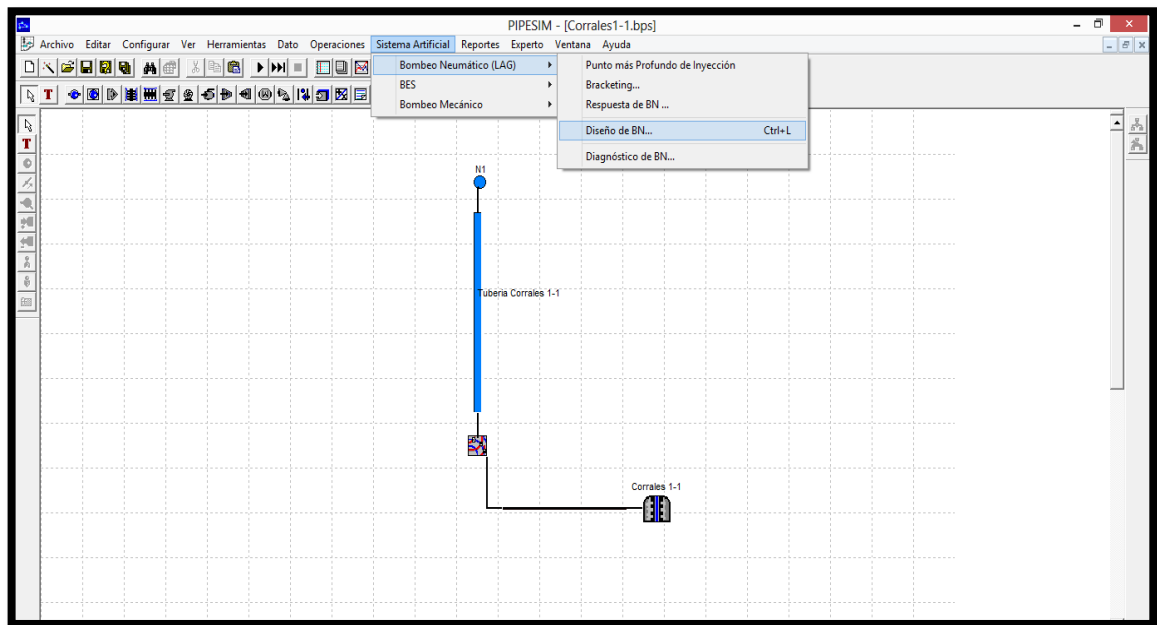 PIPESIM - [Corrales1-1.bps]
Archivo Editar Configurar Ver Herramientas Dato Operaciones Sistema Artificial Reportes Experto Ventana Ayuda
Bombeo Neumático (LAG)
BES
Bombeo Mecánico
Punto más Profundo de Inyección
Bracketing...
Respuesta de BN ...
Diseño de BN... Ctrl+L
Diagnóstico de BN...
T
T
N1
Tuberia Corrales 1-1
Corrales 1-1